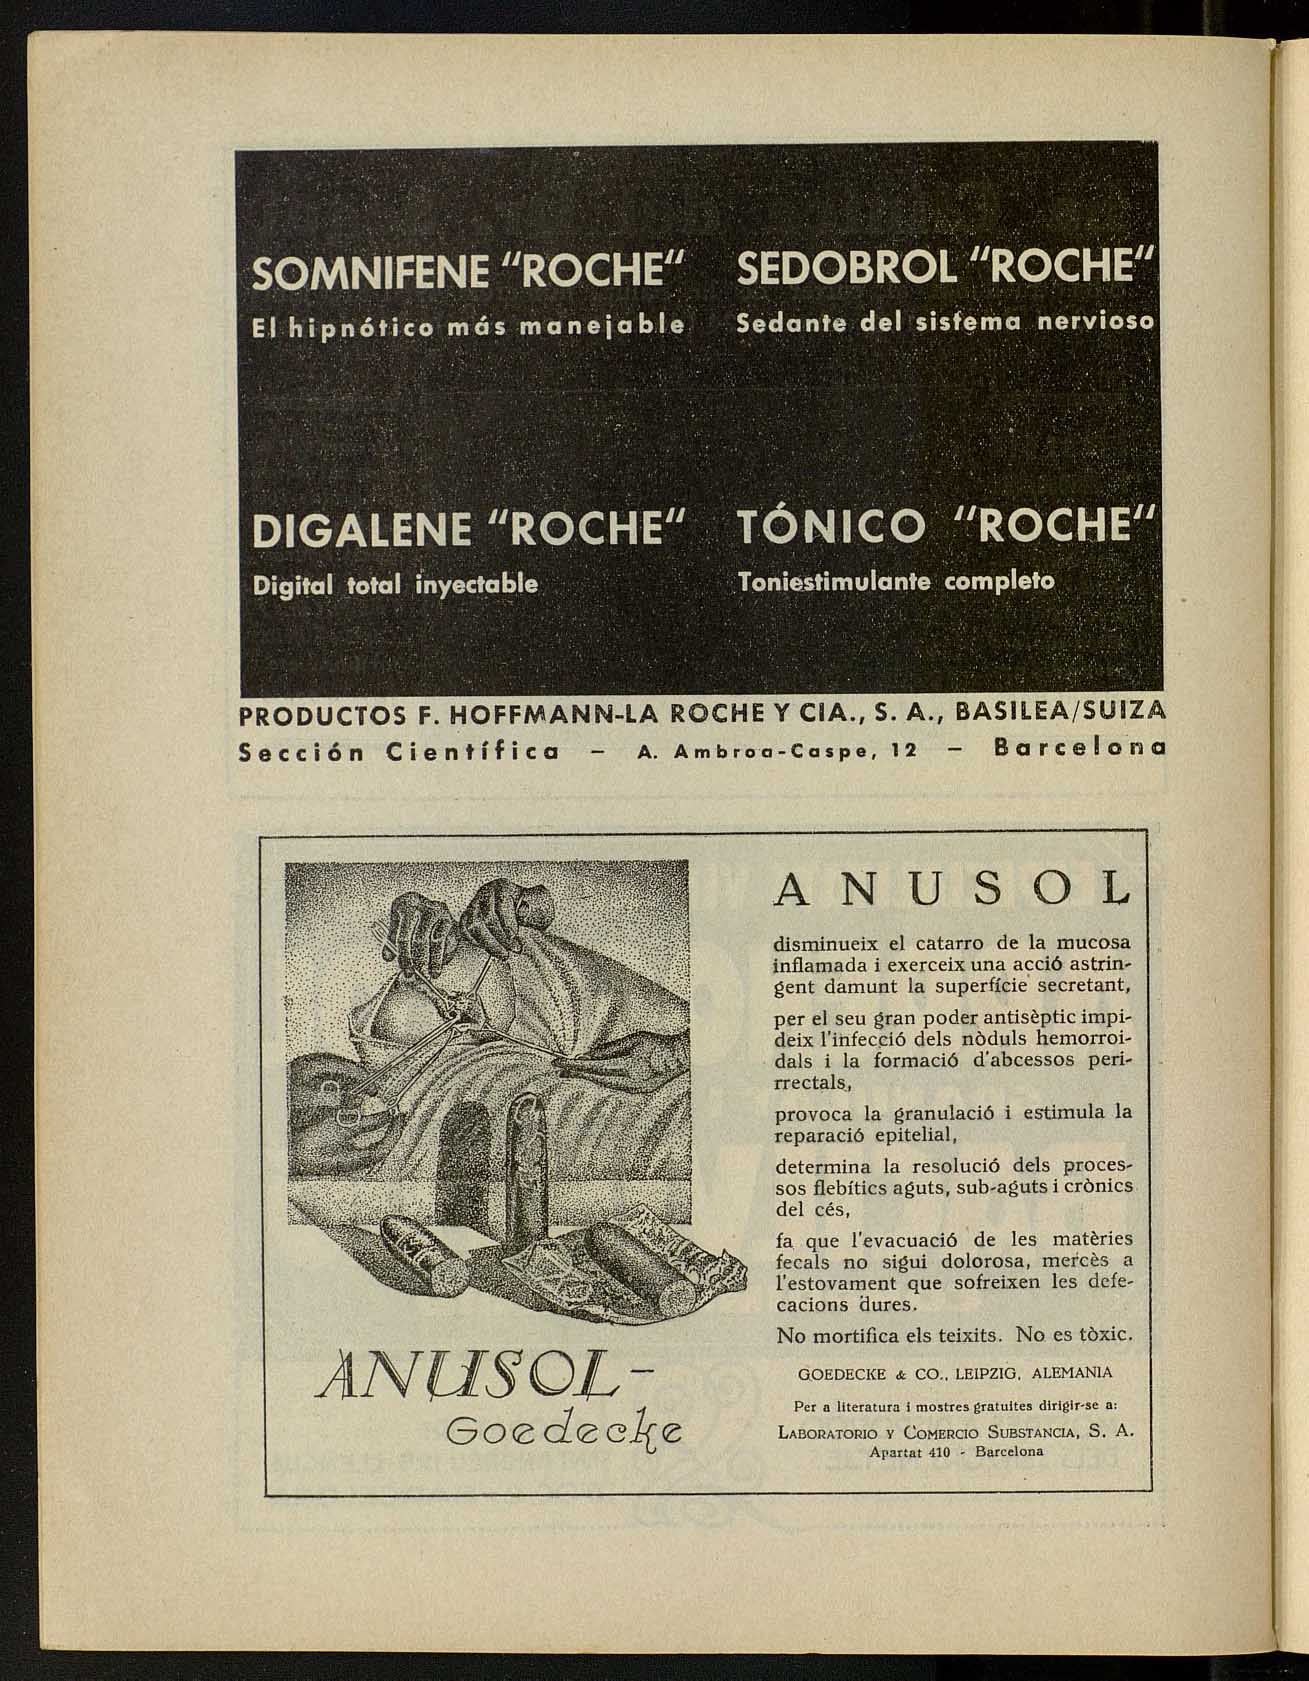 SOMNIFENE "ROCHE"
El hipnótico más manejable
SEDOBROL "ROCHE"
Sedante del sistema nervioso
DIGALENE "ROCHE"
Digital total inyectable
TÓNICO "ROCHE"
Toniestimulante completo
PRODUCTOS F. HOFFMANN-LA ROCHE Y CIA., S. A., BASILEA/SUIZA
Sección Científica - A. Ambroa-Caspe, 12 - Barcelona
ANUSOL-
Goedecke
ANUSOL
disminueix el catarro de la mucosa
inflamada i exerceix una acció astrin-
gent damunt la superfície secretant,
per el seu gran poder antisèptic impi-
deix l'infecció dels nòduls hemorroi-
dals i la formació d'abcessos peri-
rrectals,
provoca la granulació i estimula la
reparació epitelial,
determina la resolució dels proces-
sos flebítics aguts, sub-aguts i crònics
del cés,
fa que l'evacuació de les matèries
fecals no sigui dolorosa, mercès a
l'estovament que sofreixen les defe-
cacions dures.
No mortifica els teixits. No es tòxic.
GOEDECKE & CO., LEIPZIG, ALEMANIA
Per a literatura i mostres gratuites dirigir-se a:
LABORATORIO Y COMERCIO SUBSTANCIA, S. A.
Apartat 410 - Barcelona